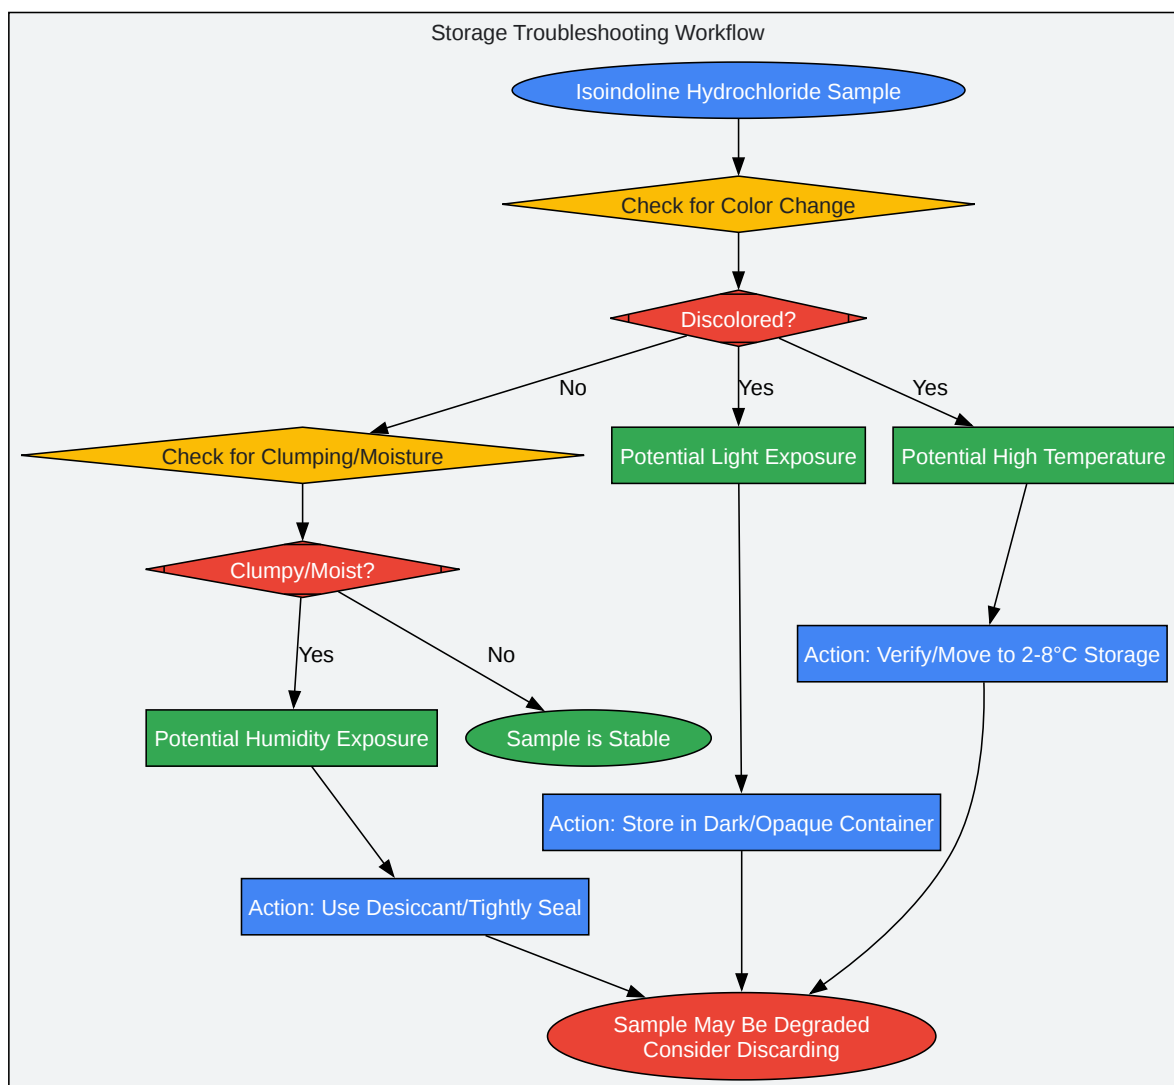 Storage Troubleshooting Workflow
Isoindoline Hydrochloride Sample
Check for Color Change
Discolored?
No
Yes
Yes
Check for Clumping/Moisture
Potential Light Exposure
Potential High Temperature
Clumpy/Moist?
Yes
No
Action: Verify/Move to 2-8°C Storage
Potential Humidity Exposure
Sample is Stable
Action: Store in Dark/Opaque Container
Action: Use Desiccant/Tightly Seal
Sample May Be Degraded
Consider Discarding